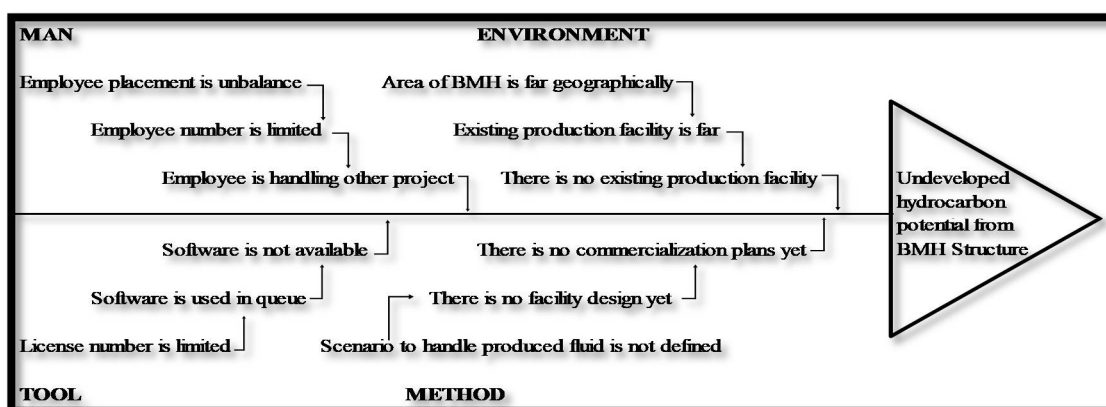 MAN
Employee placement is unbalance
Employee number is limited
Employee is handling other project
ENVIRONMENT
Area of BMH is far geographically
Existing production facility is far
There is no existing production facility
Software is not available
Software is used in queue
License number is limited
TOOL
There is no commercialization plans yet
There is no facility design yet
Scenario to handle produced fluid is not defined
METHOD
Undeveloped
hydrocarbon
potential from
BMH Structure